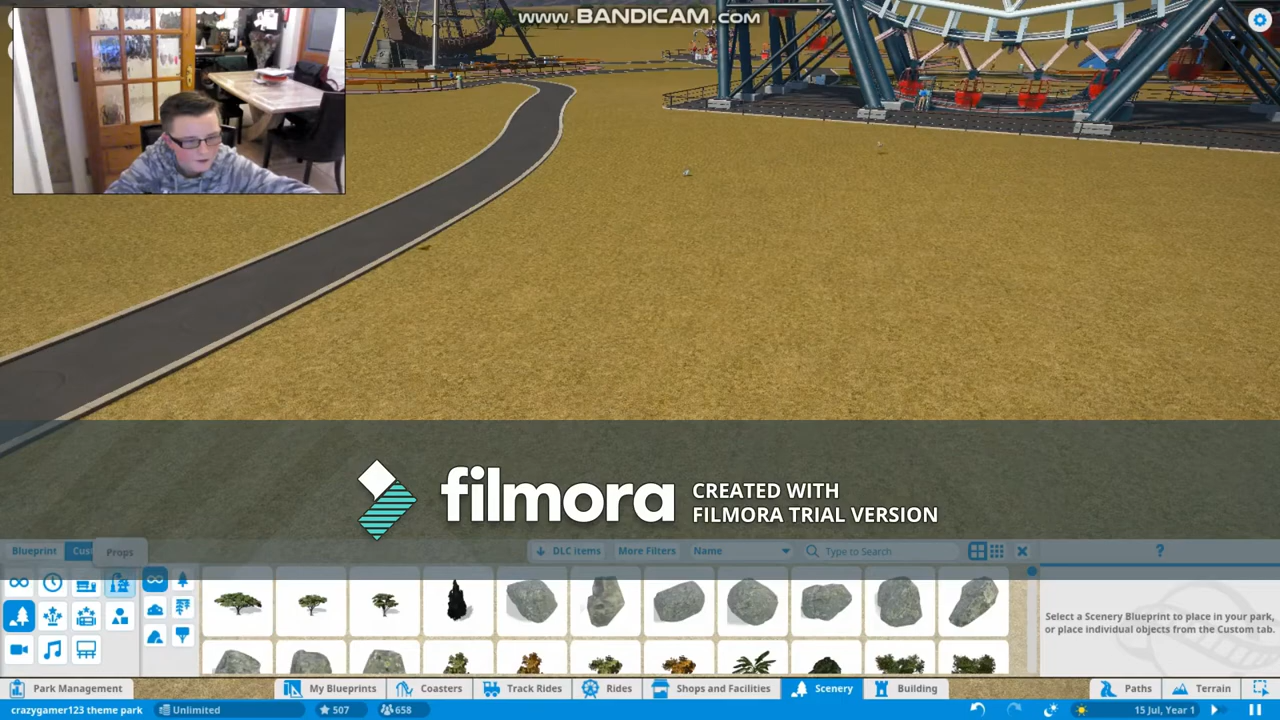 www.BANDICAM.com
filmora
CREATED WITH
FILMORA TRIAL VERSION
Blueprint
Props
DLC items
More Filters
Name
Type to Search
?
Select a Scenery Blueprint to place in your park,
or place individual objects from the Custom tab.
Park Management
My Blueprints
Coasters
Track Rides
Rides
Shops and Facilities
Scenery
Building
Paths
Terrain
crazygamer123 theme park
Unlimited
507
658
15 Jul, Year 1